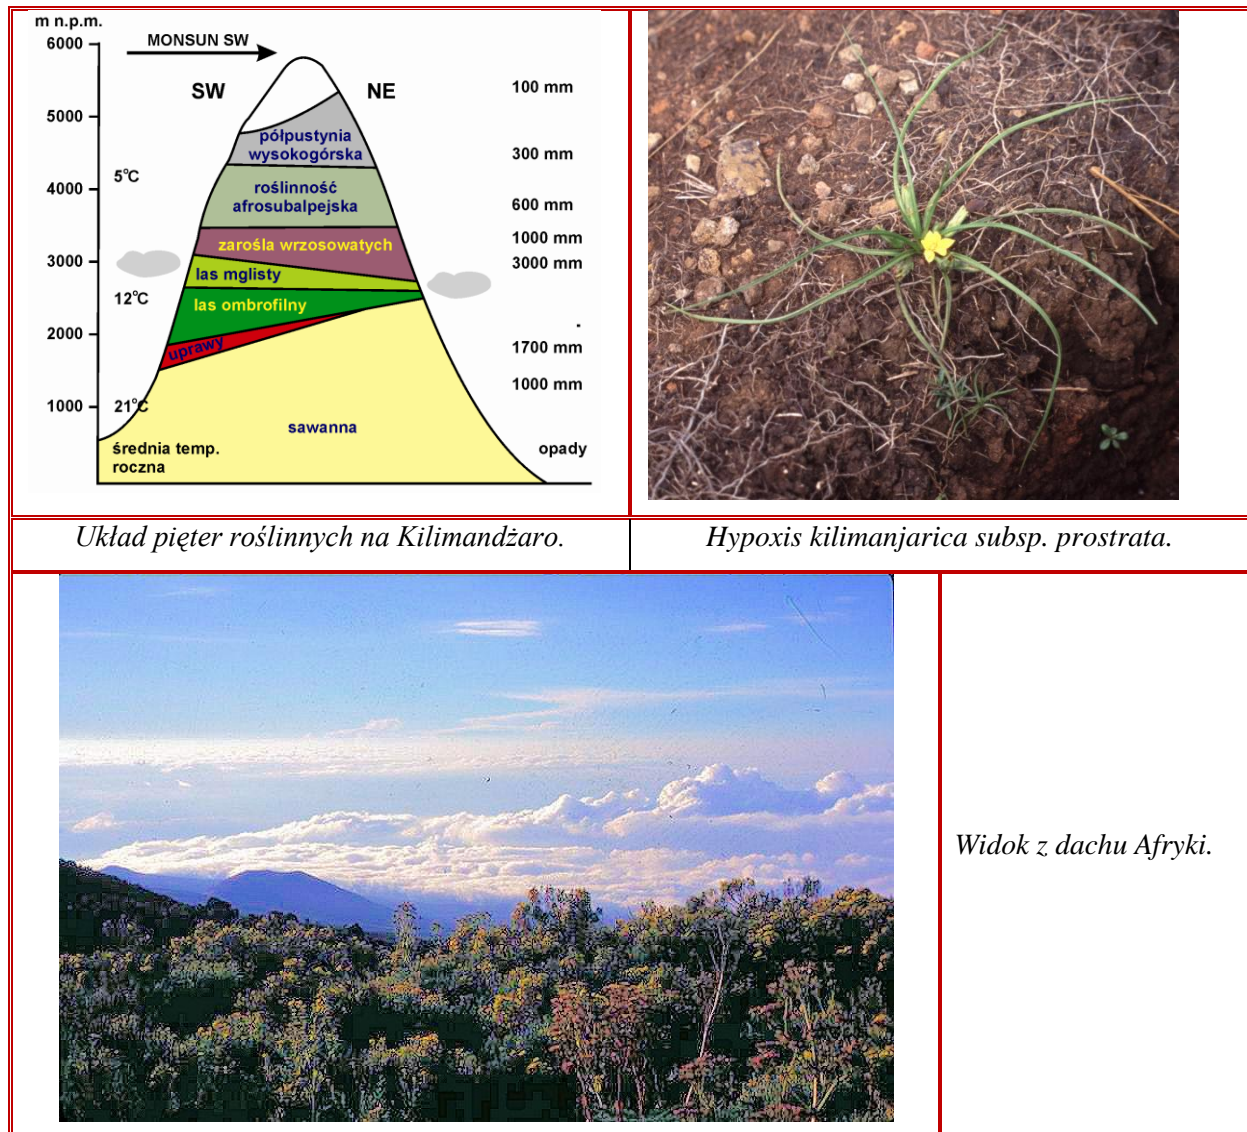 m n.p.m.
6000
MONSUN SW
SW
NE
100 mm
5000
półpustynia
wysokogórska
300 mm
5°C
4000
roślinność
afrosubalpejska
600 mm
zarośla wrzosowatych
1000 mm
3000
3000 mm
las mglisty
12°C
las ombrofilny
2000
uprawy
1700 mm
1000 mm
1000
21°C
sawanna
średnia temp.
roczna
opady
Układ pięter roślinnych na Kilimandżaro.
Hypoxis kilimanjarica subsp. prostrata.
Widok z dachu Afryki.